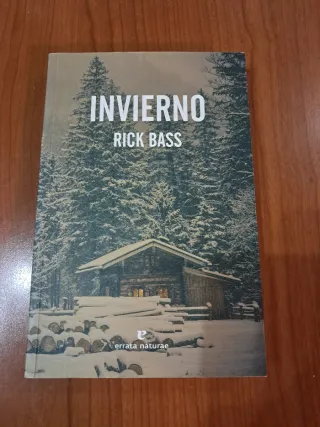 INVIERNO
RICK BASS
e
errata naturae